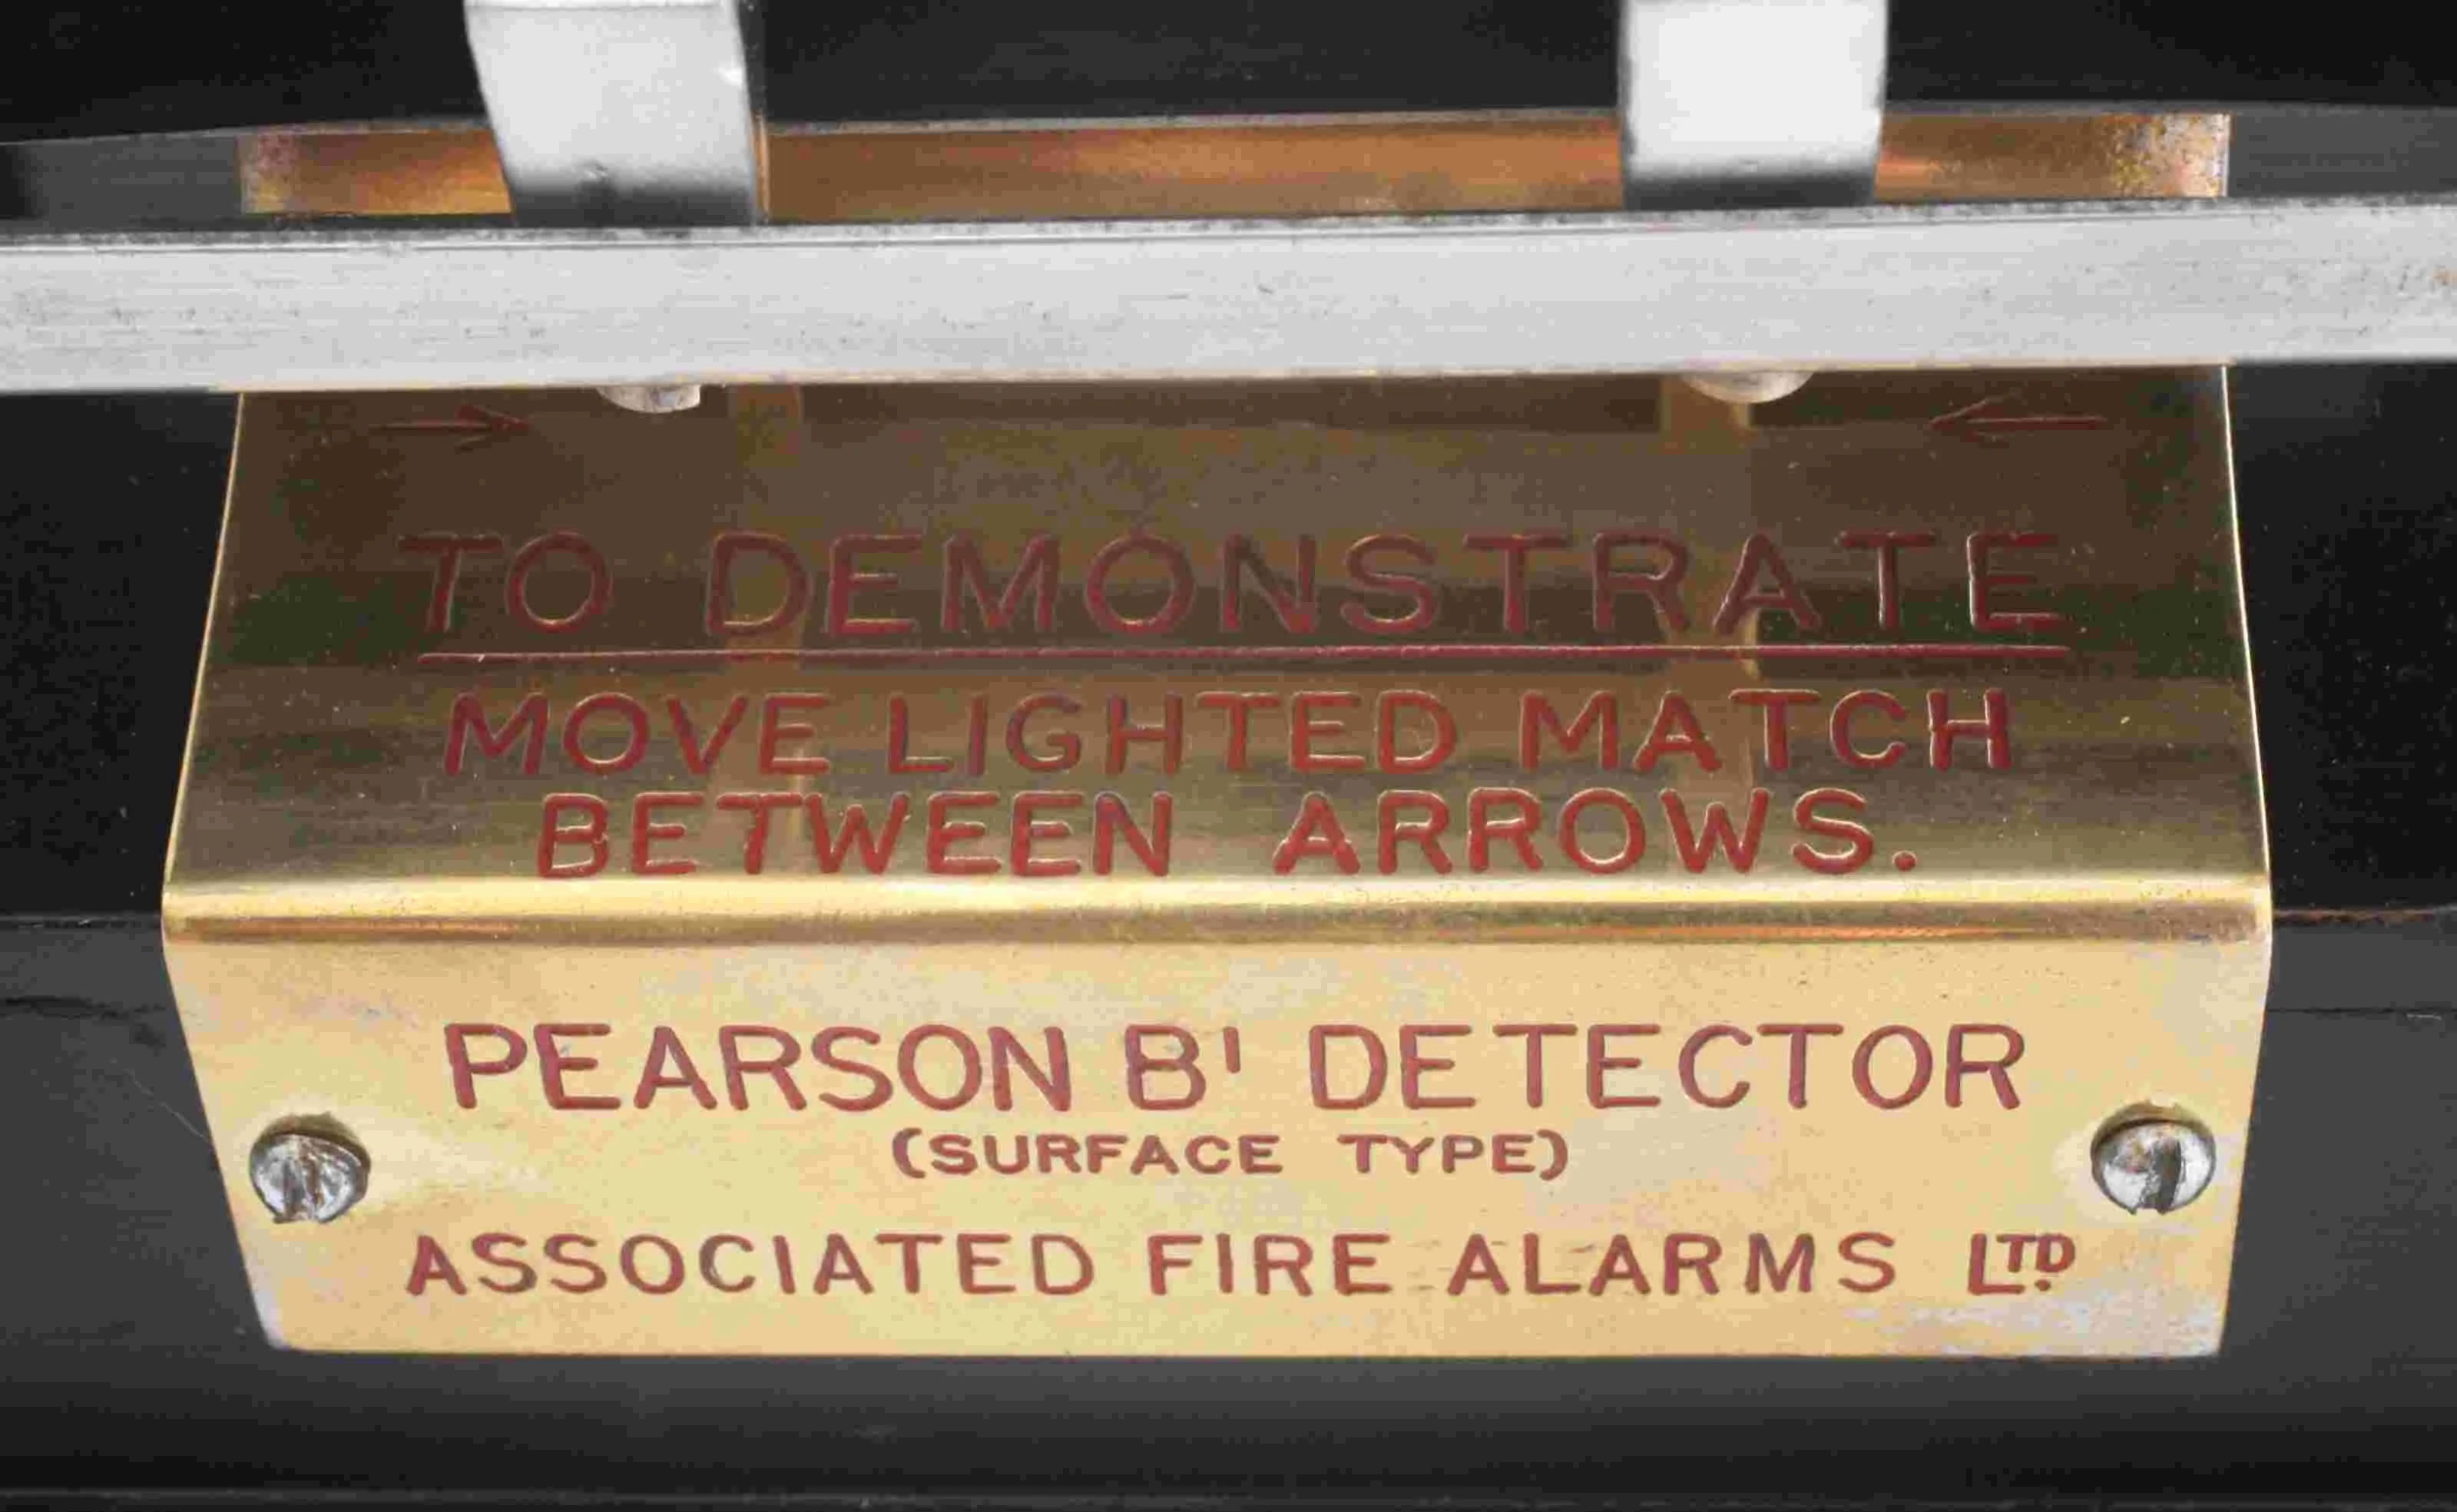 TO DEMONSTRATE
MOVE LIGHTED MATCH
BETWEEN ARROWS.
PEARSON B' DETECTOR
(SURFACE TYPE)
ASSOCIATED FIRE ALARMS LTD